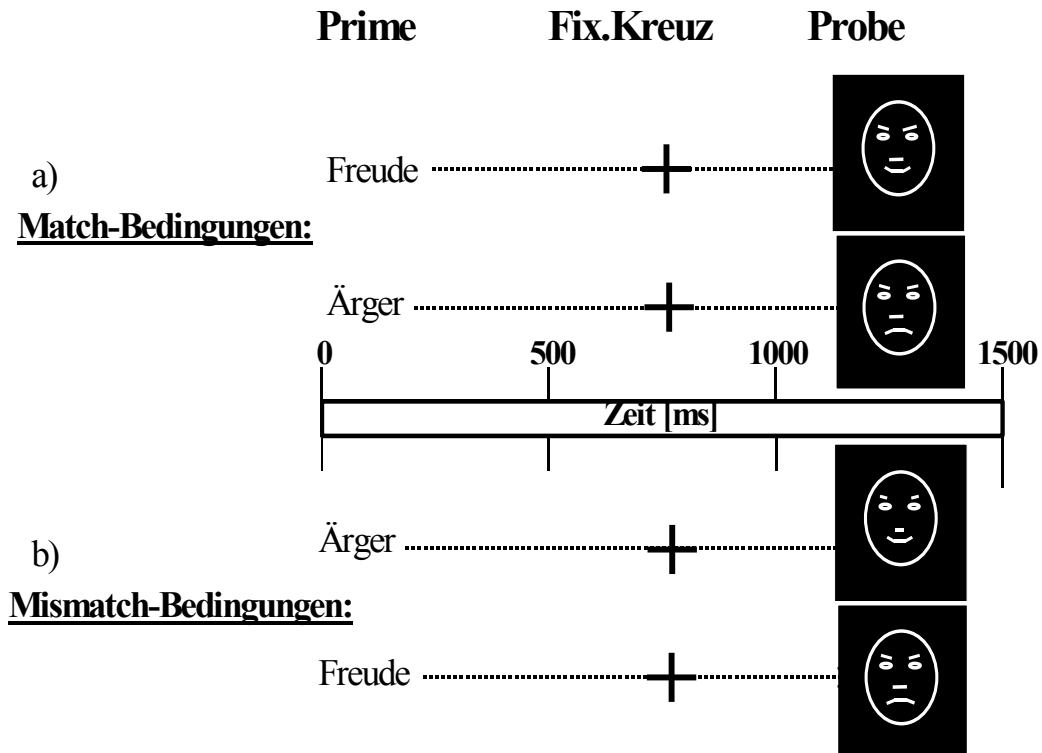 Prime Fix.Kreuz Probe
a)
Freude
Match-Bedingungen:
Ärger
0 500 1000 1500
Zeit [ms]
Ärger
b)
Mismatch-Bedingungen:
Freude